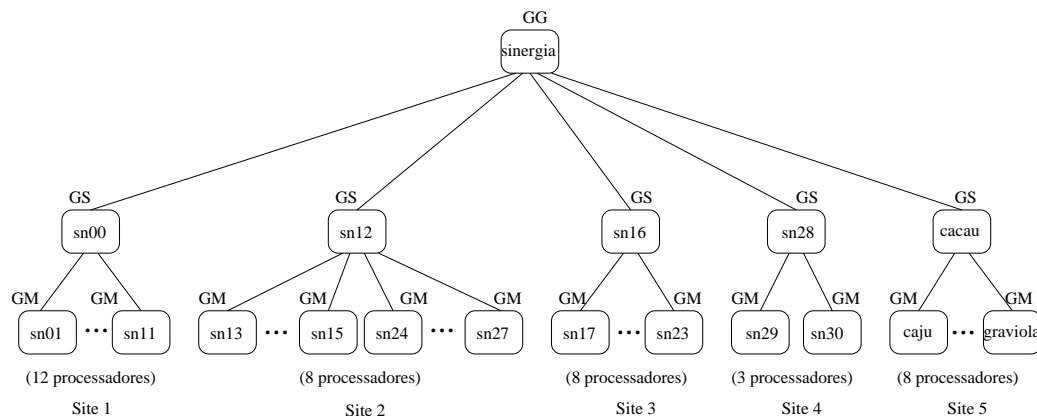 GG
sinergia
GS GS GS GS GS
sn00 sn12 sn16 sn28 cacau
GM GM GM GM GM GM GM GM GM GM GM GM
sn01 ... sn11 sn13 ... sn15 sn24 ... sn27 sn17 ... sn23 sn29 sn30 caju ... graviola
(12 processadores) (8 processadores) (8 processadores) (3 processadores) (8 processadores)
Site 1 Site 2 Site 3 Site 4 Site 5